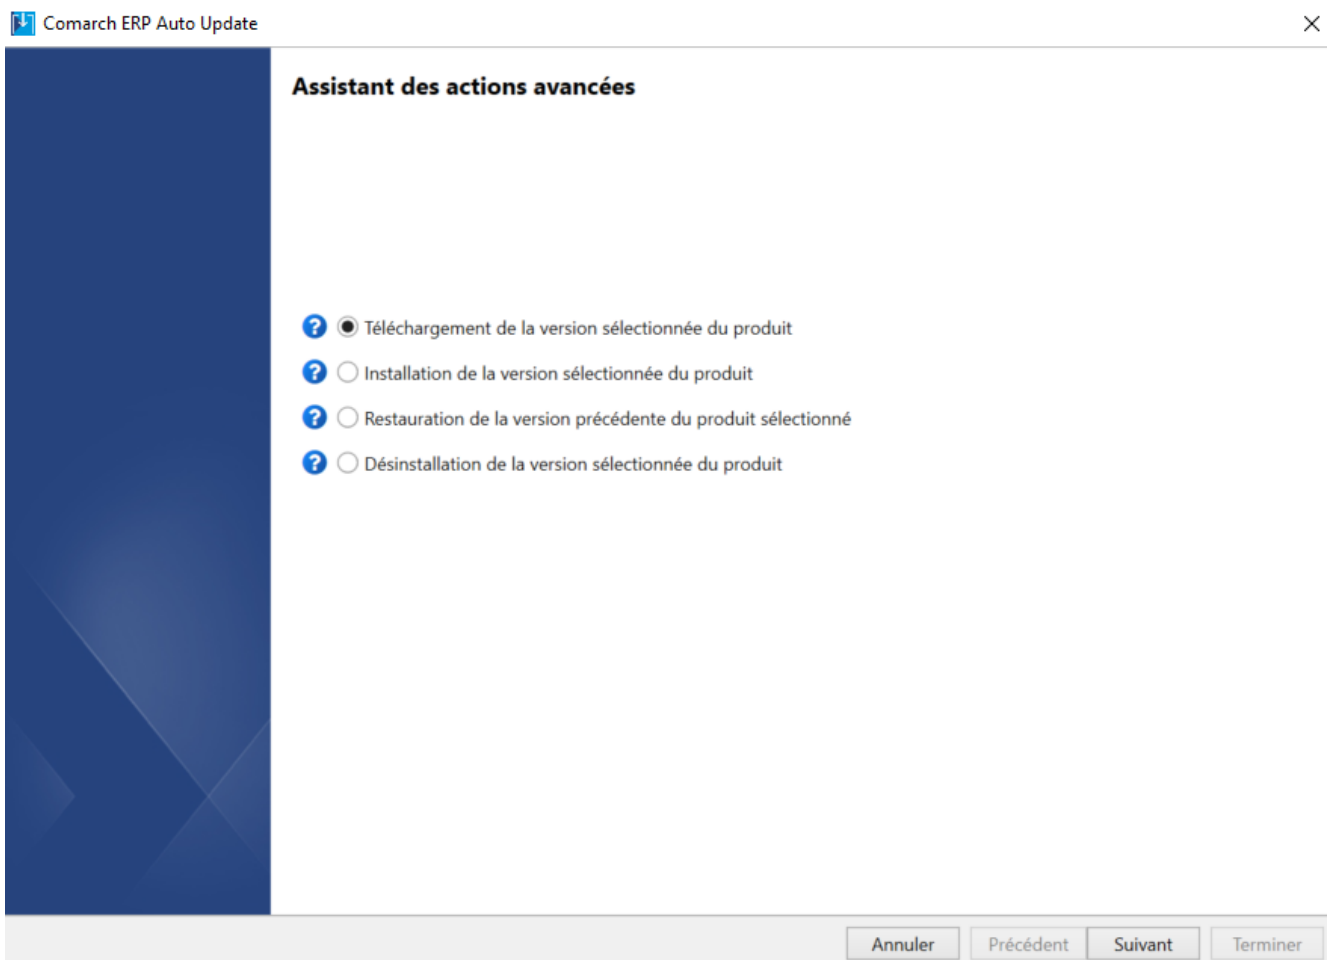 Comarch ERP Auto Update
Assistant des actions avancées
? Téléchargement de la version sélectionnée du produit
? Installation de la version sélectionnée du produit
? Restauration de la version précédente du produit sélectionné
? Désinstallation de la version sélectionnée du produit
Annuler Précédent Suivant Terminer